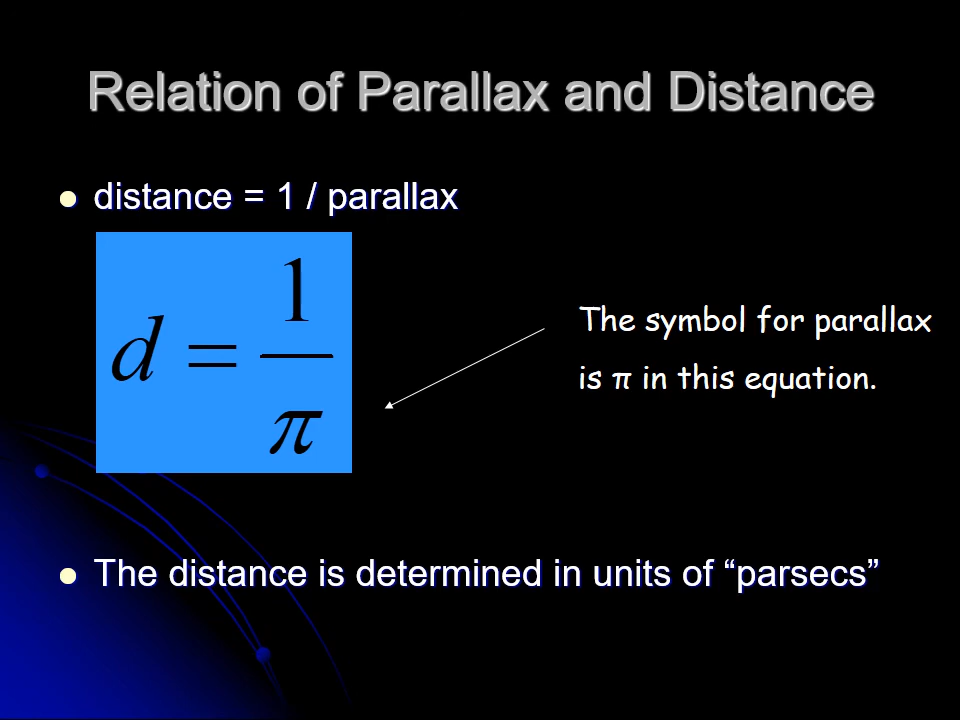 Relation of Parallax and Distance
distance = 1 / parallax
d = 1 / π
The symbol for parallax
is π in this equation.
The distance is determined in units of “parsecs”